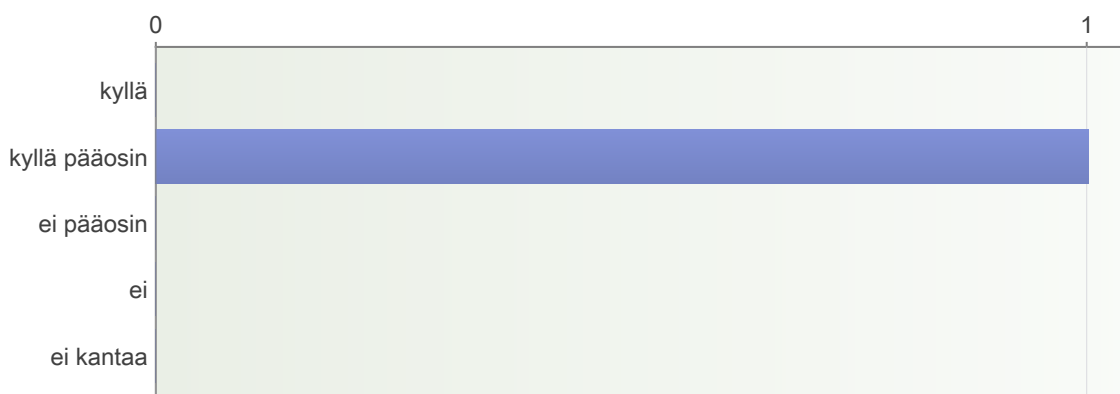 0 1
kyllä
kyllä pääosin
ei pääosin
ei
ei kantaa